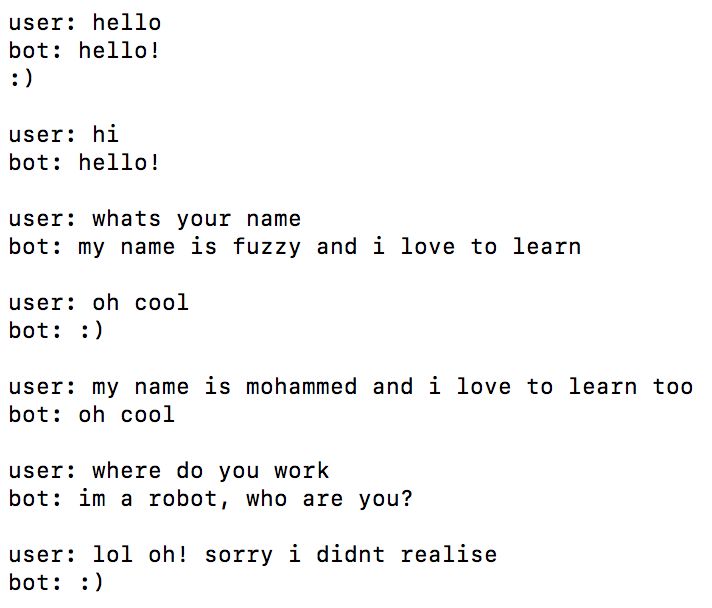 user: hello
bot: hello!
:)
user: hi
bot: hello!
user: whats your name
bot: my name is fuzzy and i love to learn
user: oh cool
bot: :)
user: my name is mohammed and i love to learn too
bot: oh cool
user: where do you work
bot: im a robot, who are you?
user: lol oh! sorry i didnt realise
bot: :)